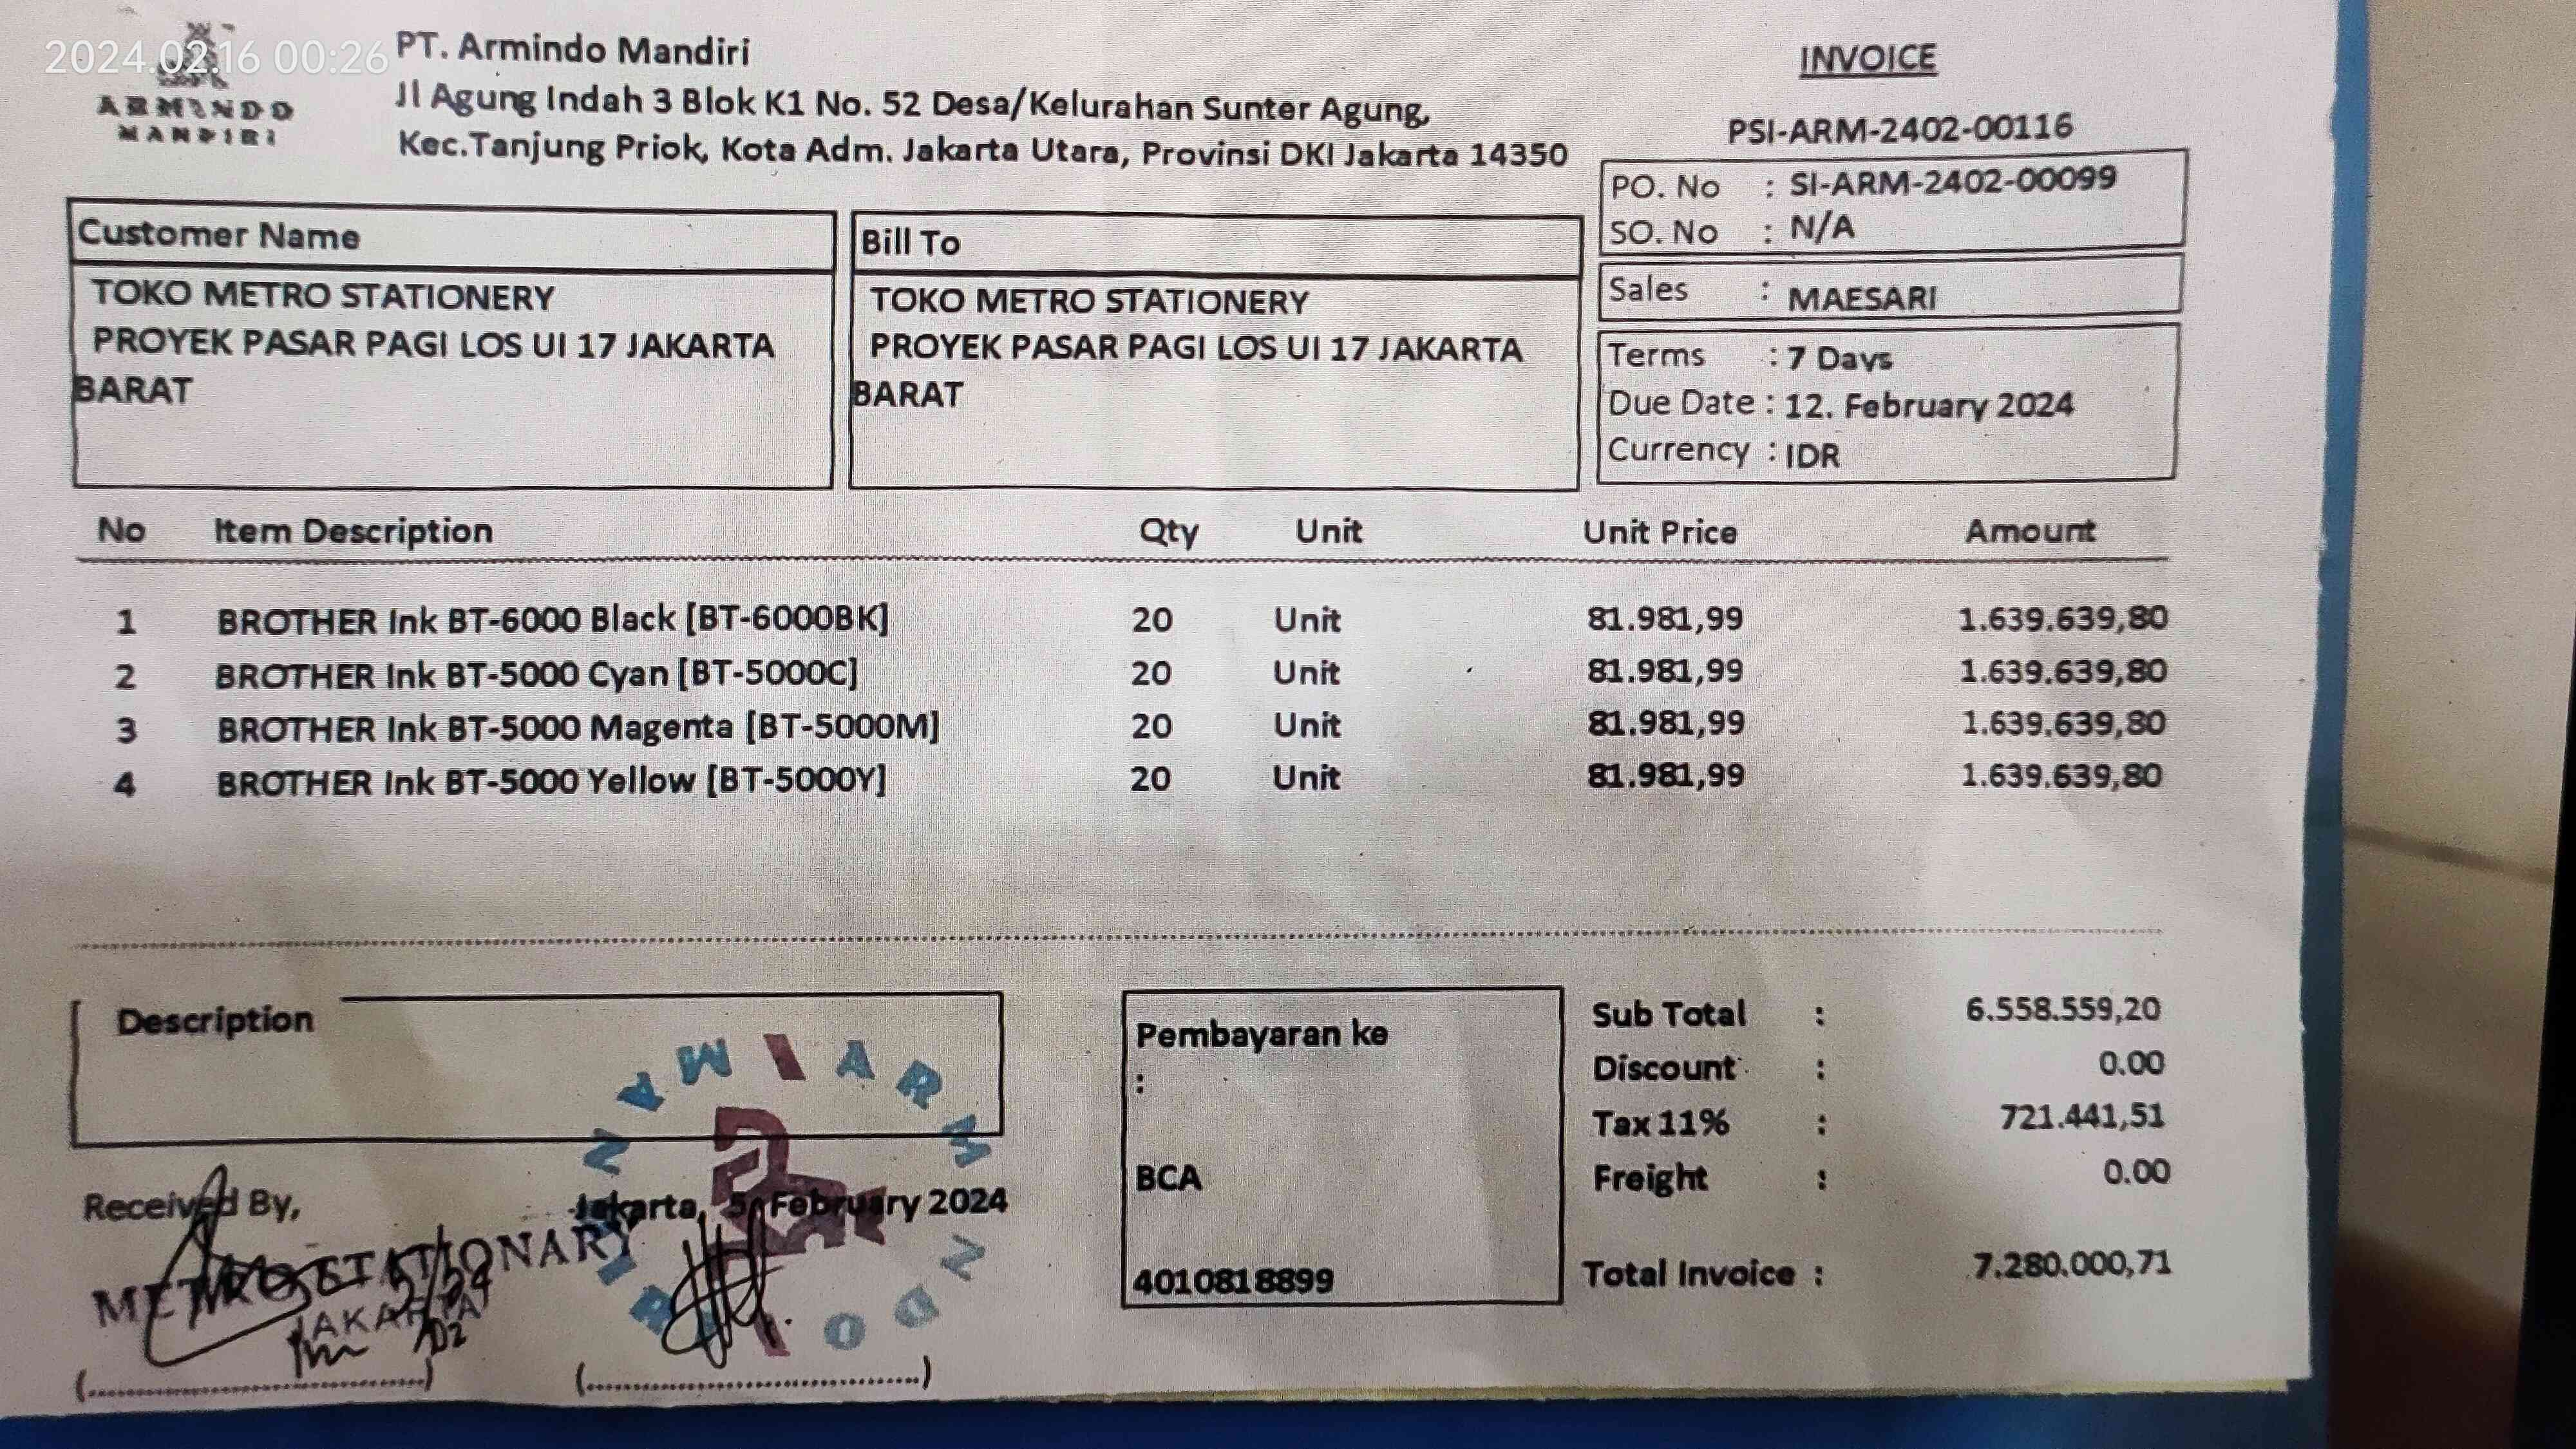 2024.02.16 00:26
ARMINDO
MANDIRI
PT. Armindo Mandiri
Jl Agung Indah 3 Blok K1 No. 52 Desa/Kelurahan Sunter Agung,
Kec.Tanjung Priok, Kota Adm. Jakarta Utara, Provinsi DKI Jakarta 14350
INVOICE
PSI-ARM-2402-00116
PO. No : SI-ARM-2402-00099
SO. No : N/A
Sales : MAESARI
Terms : 7 Days
Due Date : 12. February 2024
Currency : IDR
Customer Name
TOKO METRO STATIONERY
PROYEK PASAR PAGI LOS UI 17 JAKARTA
BARAT
Bill To
TOKO METRO STATIONERY
PROYEK PASAR PAGI LOS UI 17 JAKARTA
BARAT
No Item Description Qty Unit Unit Price Amount
1 BROTHER Ink BT-6000 Black [BT-6000BK] 20 Unit 81.981,99 1.639.639,80
2 BROTHER Ink BT-5000 Cyan [BT-5000C] 20 Unit 81.981,99 1.639.639,80
3 BROTHER Ink BT-5000 Magenta [BT-5000M] 20 Unit 81.981,99 1.639.639,80
4 BROTHER Ink BT-5000 Yellow [BT-5000Y] 20 Unit 81.981,99 1.639.639,80
Description
Pembayaran ke
:
BCA
4010818899
Sub Total : 6.558.559,20
Discount : 0.00
Tax 11% : 721.441,51
Freight : 0.00
Total Invoice : 7.280.000,71
Received By,
METRO STATIONARY
JAKARTA
Jakarta, 5. February 2024
ARMINDO MANDIRI
(........................................)
(........................................)